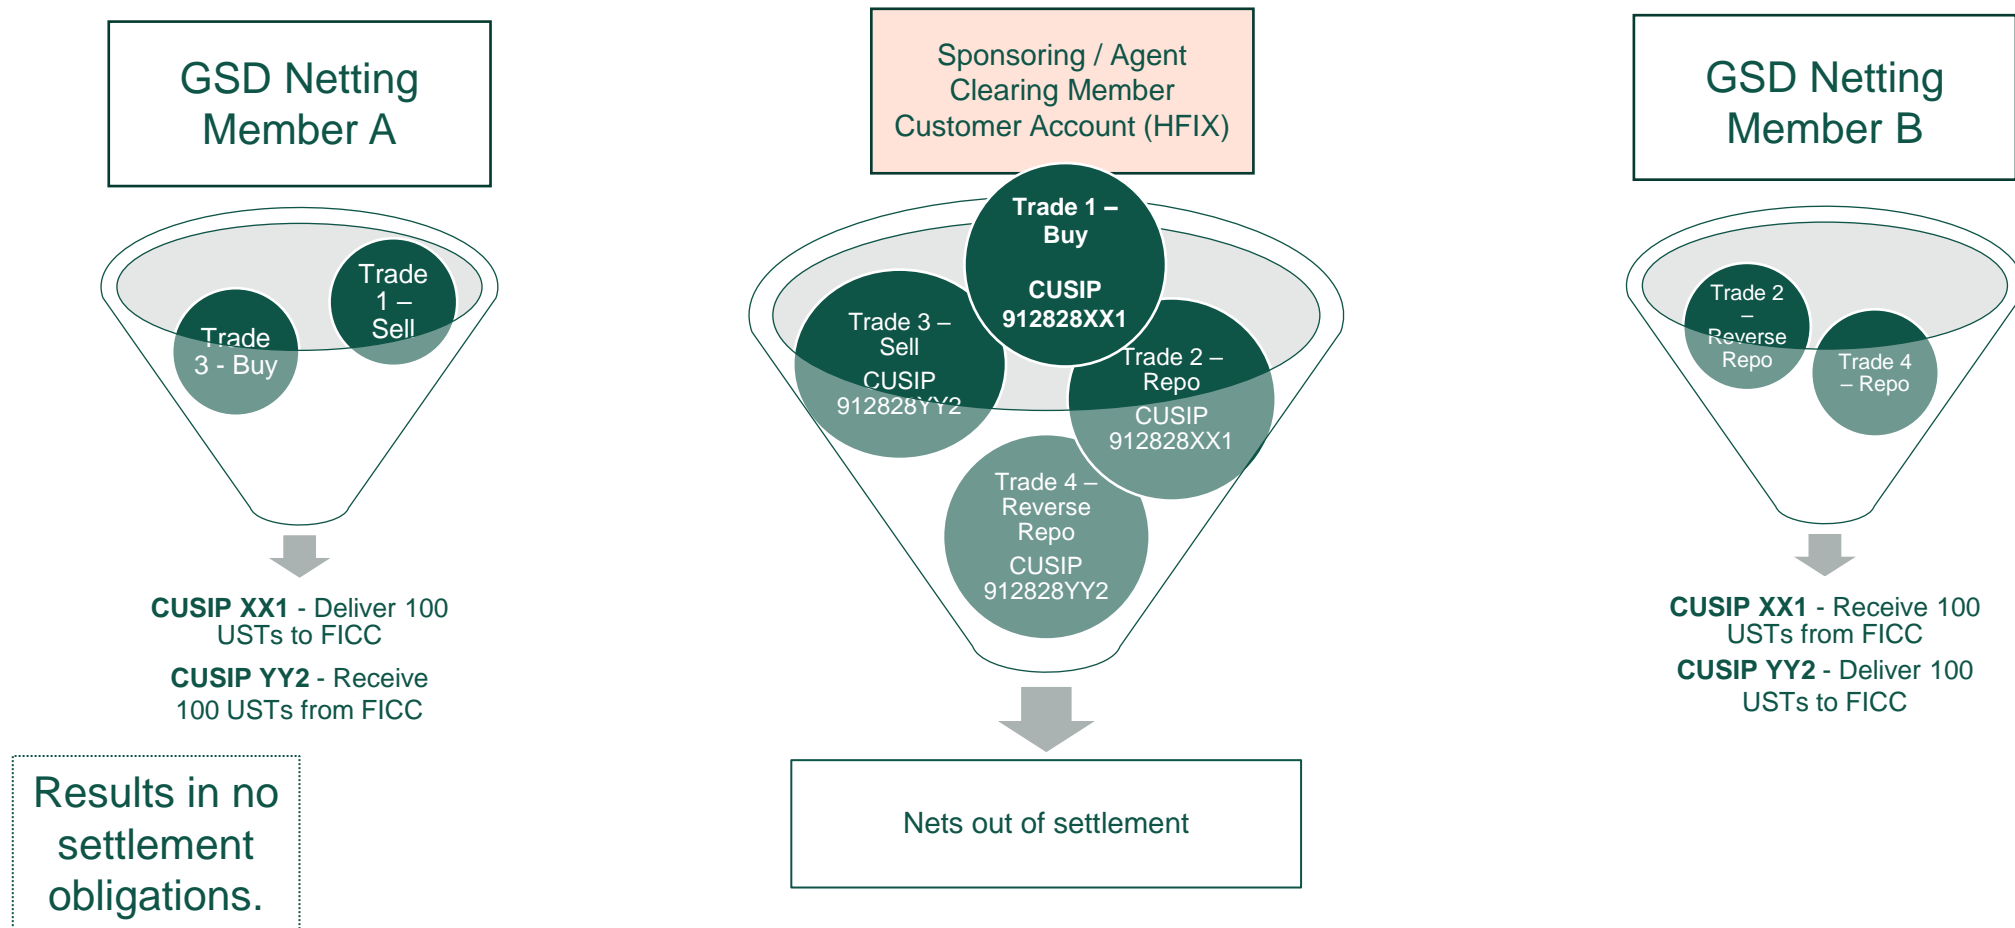 GSD Netting
Member A
Trade
1 –
Sell
Trade
3 - Buy
CUSIP XX1 - Deliver 100
USTs to FICC
CUSIP YY2 - Receive
100 USTs from FICC
Results in no
settlement
obligations.
Sponsoring / Agent
Clearing Member
Customer Account (HFIX)
Trade 1 –
Buy
CUSIP
912828XX1
Trade 3 –
Sell
CUSIP
912828YY2
Trade 2 –
Repo
CUSIP
912828XX1
Trade 4 –
Reverse
Repo
CUSIP
912828YY2
Nets out of settlement
GSD Netting
Member B
Trade 2
–
Reverse
Repo
Trade 4
– Repo
CUSIP XX1 - Receive 100
USTs from FICC
CUSIP YY2 - Deliver 100
USTs to FICC